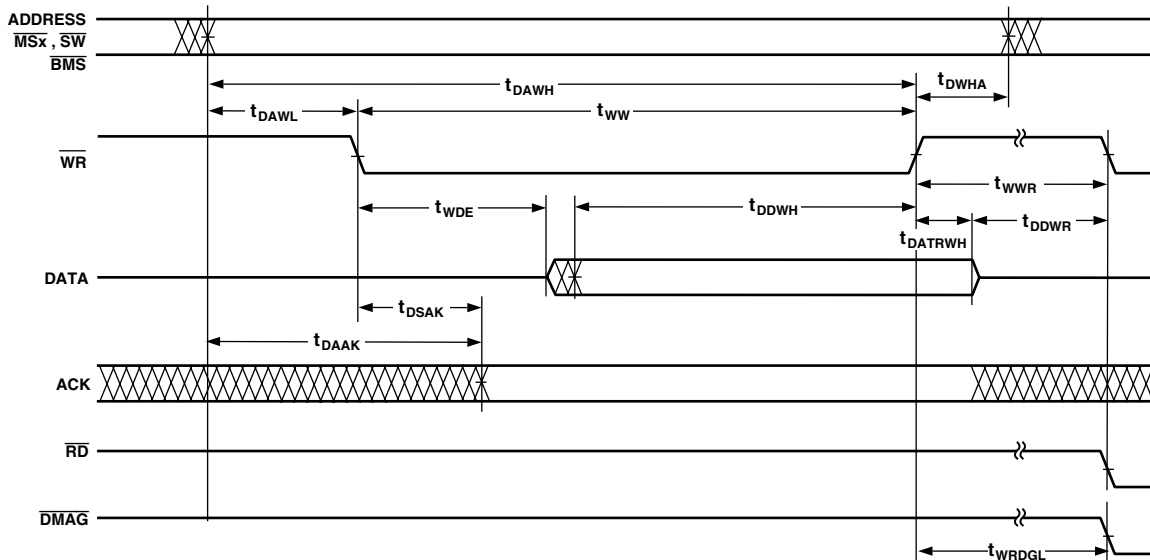 ADDRESS
MSx , SW
BMS
tDAWH
tDWHA
tDAWL
tWW
WR
tWWR
tWDE
tDDWH
tDATRWH
tDDWR
DATA
tDSAK
tDAAK
ACK
RD
DMAG
tWRDGL